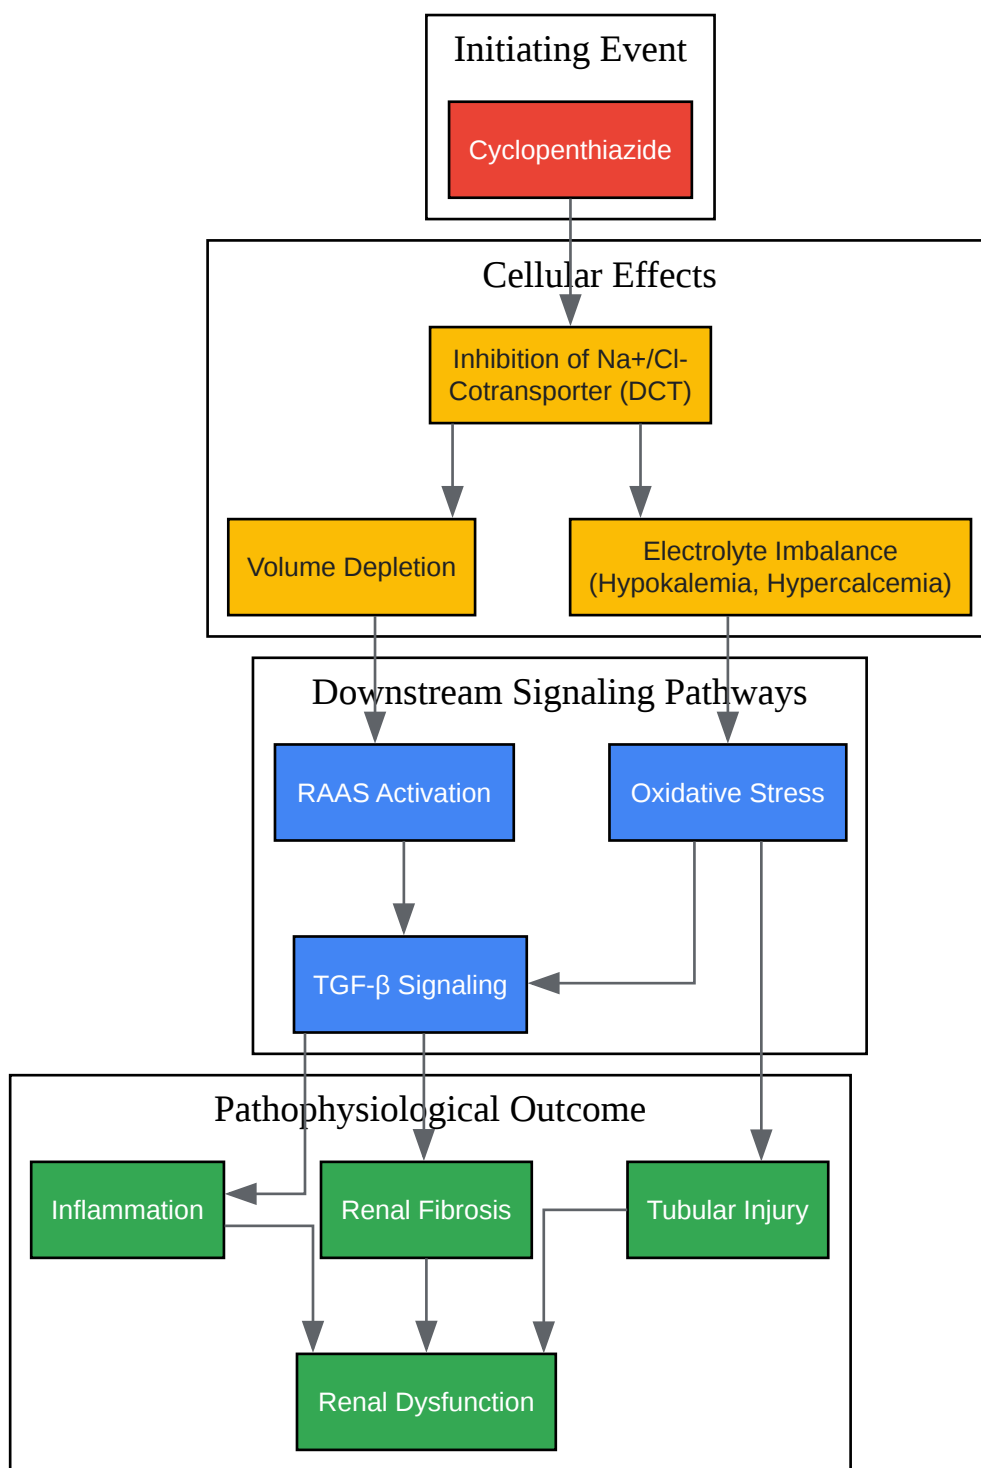 Initiating Event
Cyclopenthiazide
Cellular Effects
Inhibition of Na+/Cl-
Cotransporter (DCT)
Volume Depletion
Electrolyte Imbalance
(Hypokalemia, Hypercalcemia)
Downstream Signaling Pathways
RAAS Activation
Oxidative Stress
TGF-β Signaling
Pathophysiological Outcome
Inflammation
Renal Fibrosis
Tubular Injury
Renal Dysfunction